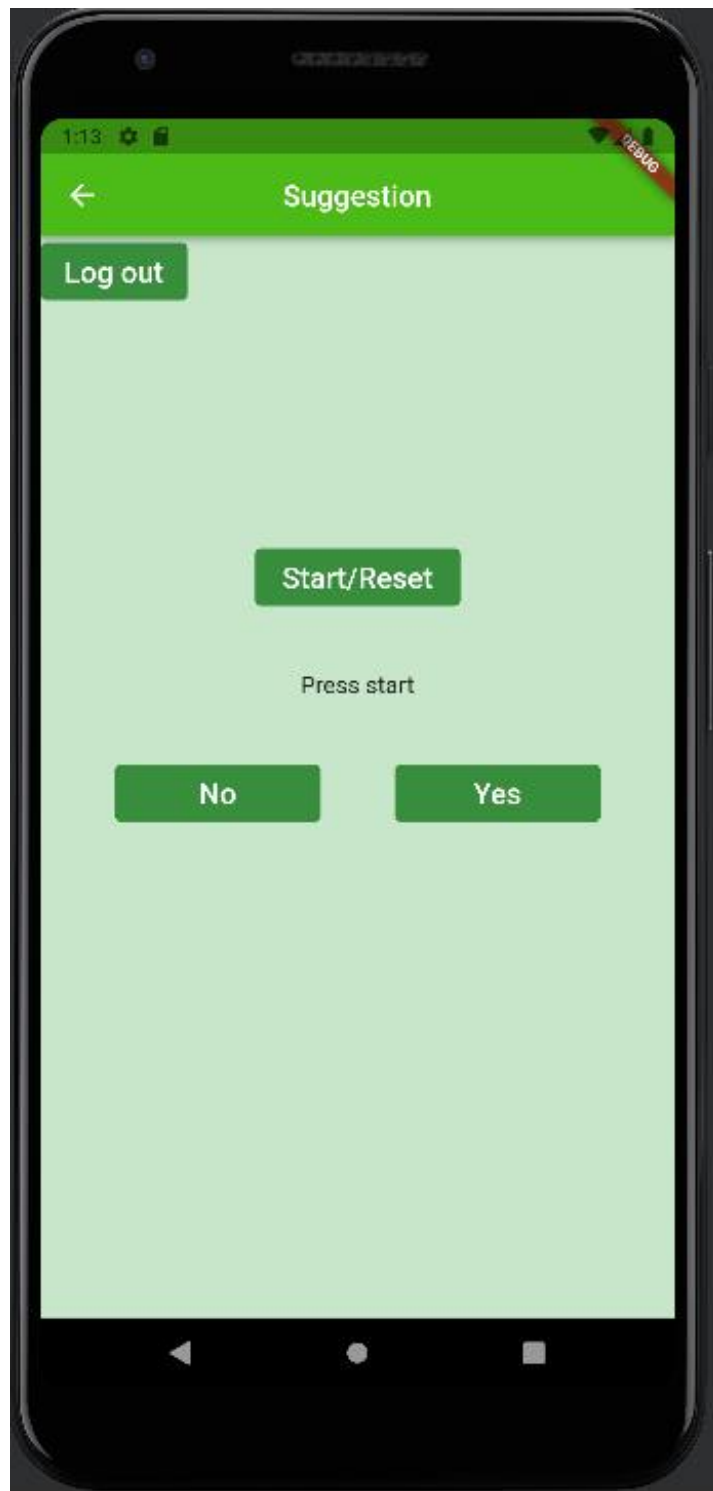 1:13
DEBUG
Suggestion
Log out
Start/Reset
Press start
No Yes